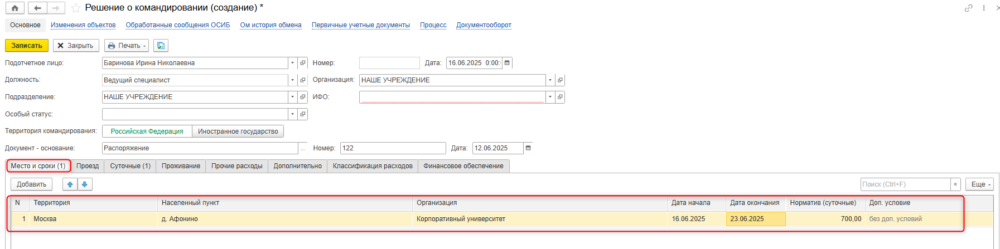 Решение о командировании (создание) *
Основное Изменения объектов Обработанные сообщения ОСИБ Ом история обмена Первичные учетные документы Процесс Документооборот
Записать Закрыть Печать
Подотчетное лицо: Баринова Ирина Николаевна Номер: Дата: 16.06.2025 0:00:
Должность: Ведущий специалист Организация: НАШЕ УЧРЕЖДЕНИЕ
Подразделение: НАШЕ УЧРЕЖДЕНИЕ ИФО:
Особый статус:
Территория командирования: Российская Федерация Иностранное государство
Документ - основание: Распоряжение ... Номер: 122 Дата: 12.06.2025
Место и сроки (1) Проезд Суточные (1) Проживание Прочие расходы Дополнительно Классификация расходов Финансовое обеспечение
Добавить Поиск (Ctrl+F) × Еще
N Территория Населенный пункт Организация Дата начала Дата окончания Норматив (суточные) Доп. условие
1 Москва д. Афонино Корпоративный университет 16.06.2025 23.06.2025 700,00 без доп. условий